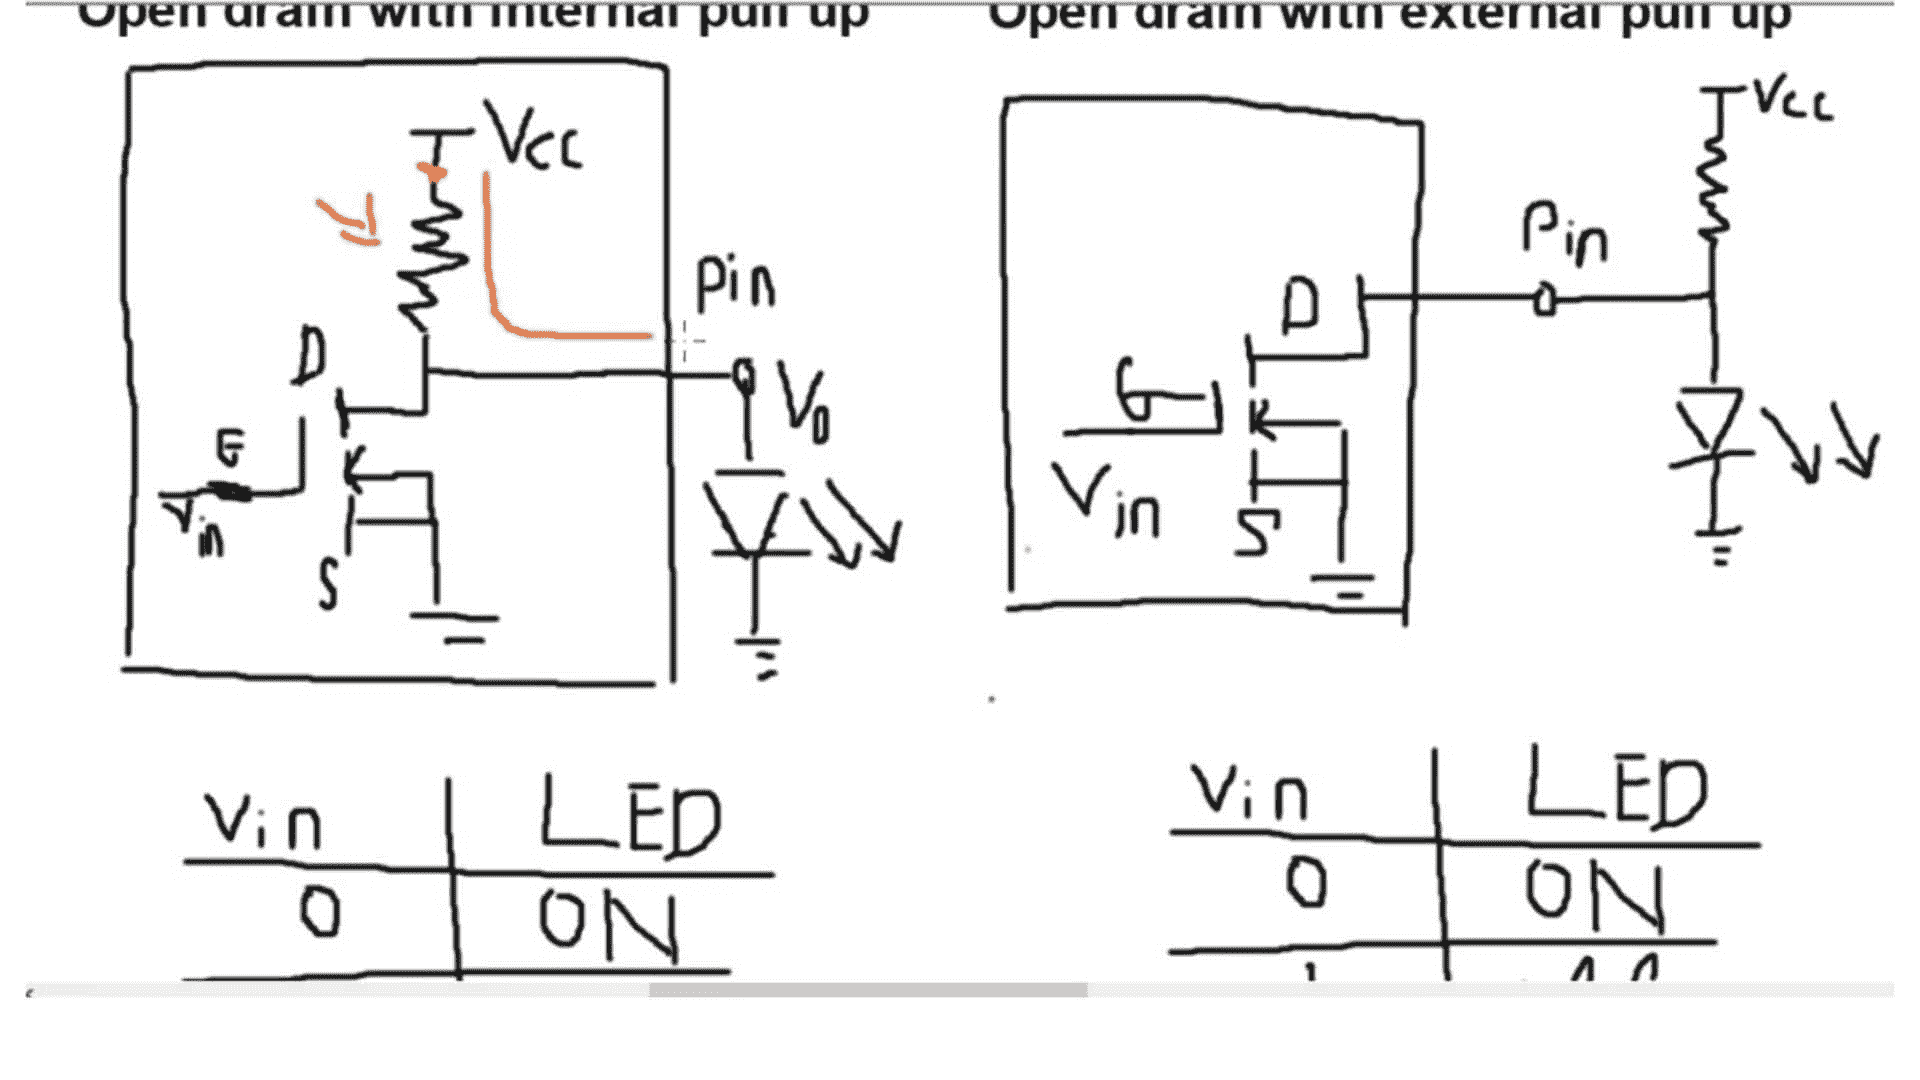 Open drain with internal pull up
Vcc
Pin
D
Vo
G
Vin
S
Vin LED
0 ON
Open drain with external pull up
Vcc
Pin
D
G
Vin
S
Vin LED
0 ON